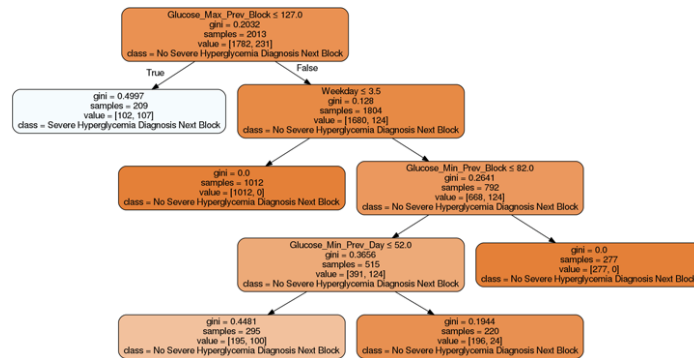 Glucose_Max_Prev_Block ≤ 127.0
gini = 0.2032
samples = 2013
value = [1782, 231]
class = No Severe Hyperglycemia Diagnosis Next Block
True
False
gini = 0.4997
samples = 209
value = [102, 107]
class = Severe Hyperglycemia Diagnosis Next Block
Weekday ≤ 3.5
gini = 0.128
samples = 1804
value = [1680, 124]
class = No Severe Hyperglycemia Diagnosis Next Block
gini = 0.0
samples = 1012
value = [1012, 0]
class = No Severe Hyperglycemia Diagnosis Next Block
Glucose_Min_Prev_Block ≤ 82.0
gini = 0.2641
samples = 792
value = [668, 124]
class = No Severe Hyperglycemia Diagnosis Next Block
Glucose_Min_Prev_Day ≤ 52.0
gini = 0.3656
samples = 515
value = [391, 124]
class = No Severe Hyperglycemia Diagnosis Next Block
gini = 0.0
samples = 277
value = [277, 0]
class = No Severe Hyperglycemia Diagnosis Next Block
gini = 0.4481
samples = 295
value = [195, 100]
class = No Severe Hyperglycemia Diagnosis Next Block
gini = 0.1944
samples = 220
value = [196, 24]
class = No Severe Hyperglycemia Diagnosis Next Block